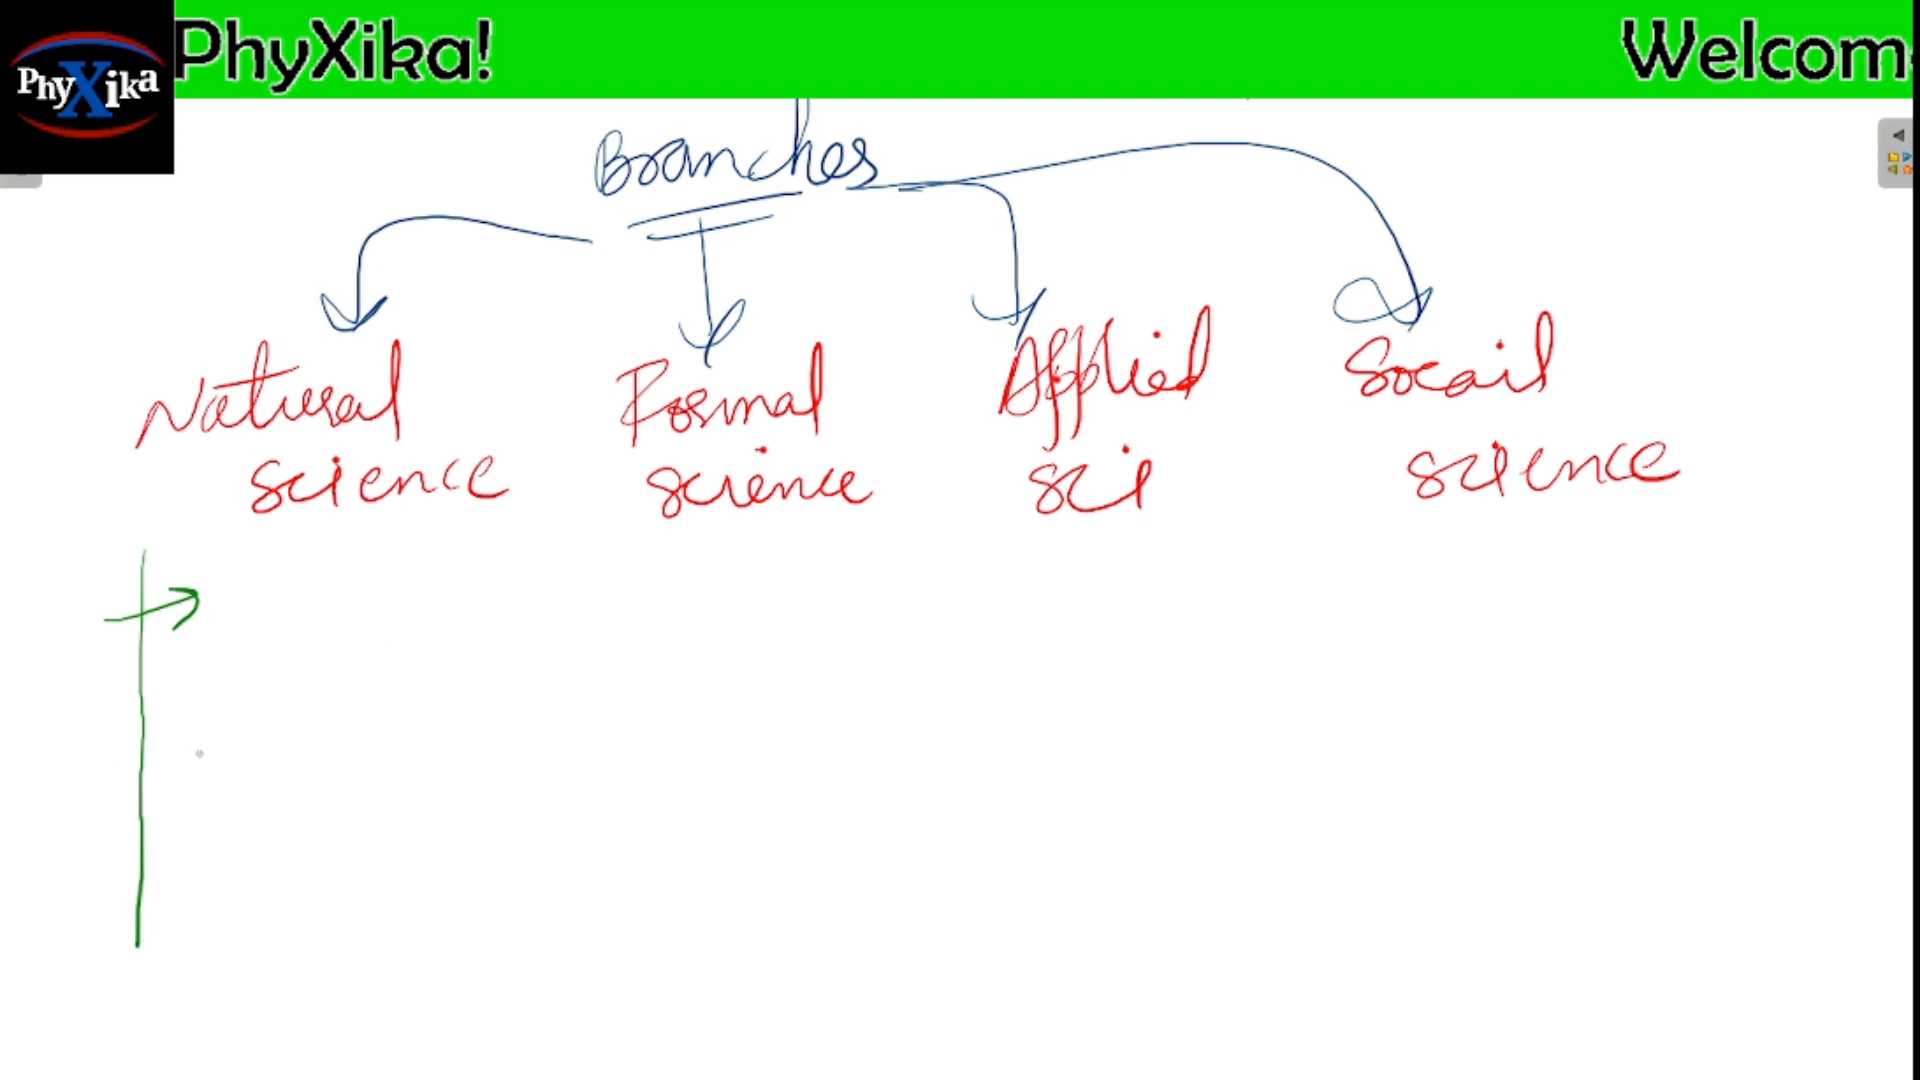 PhyXika
PhyXika!
Welcom
Branches
Natural
science
Formal
science
Applied
sci
Socail
science